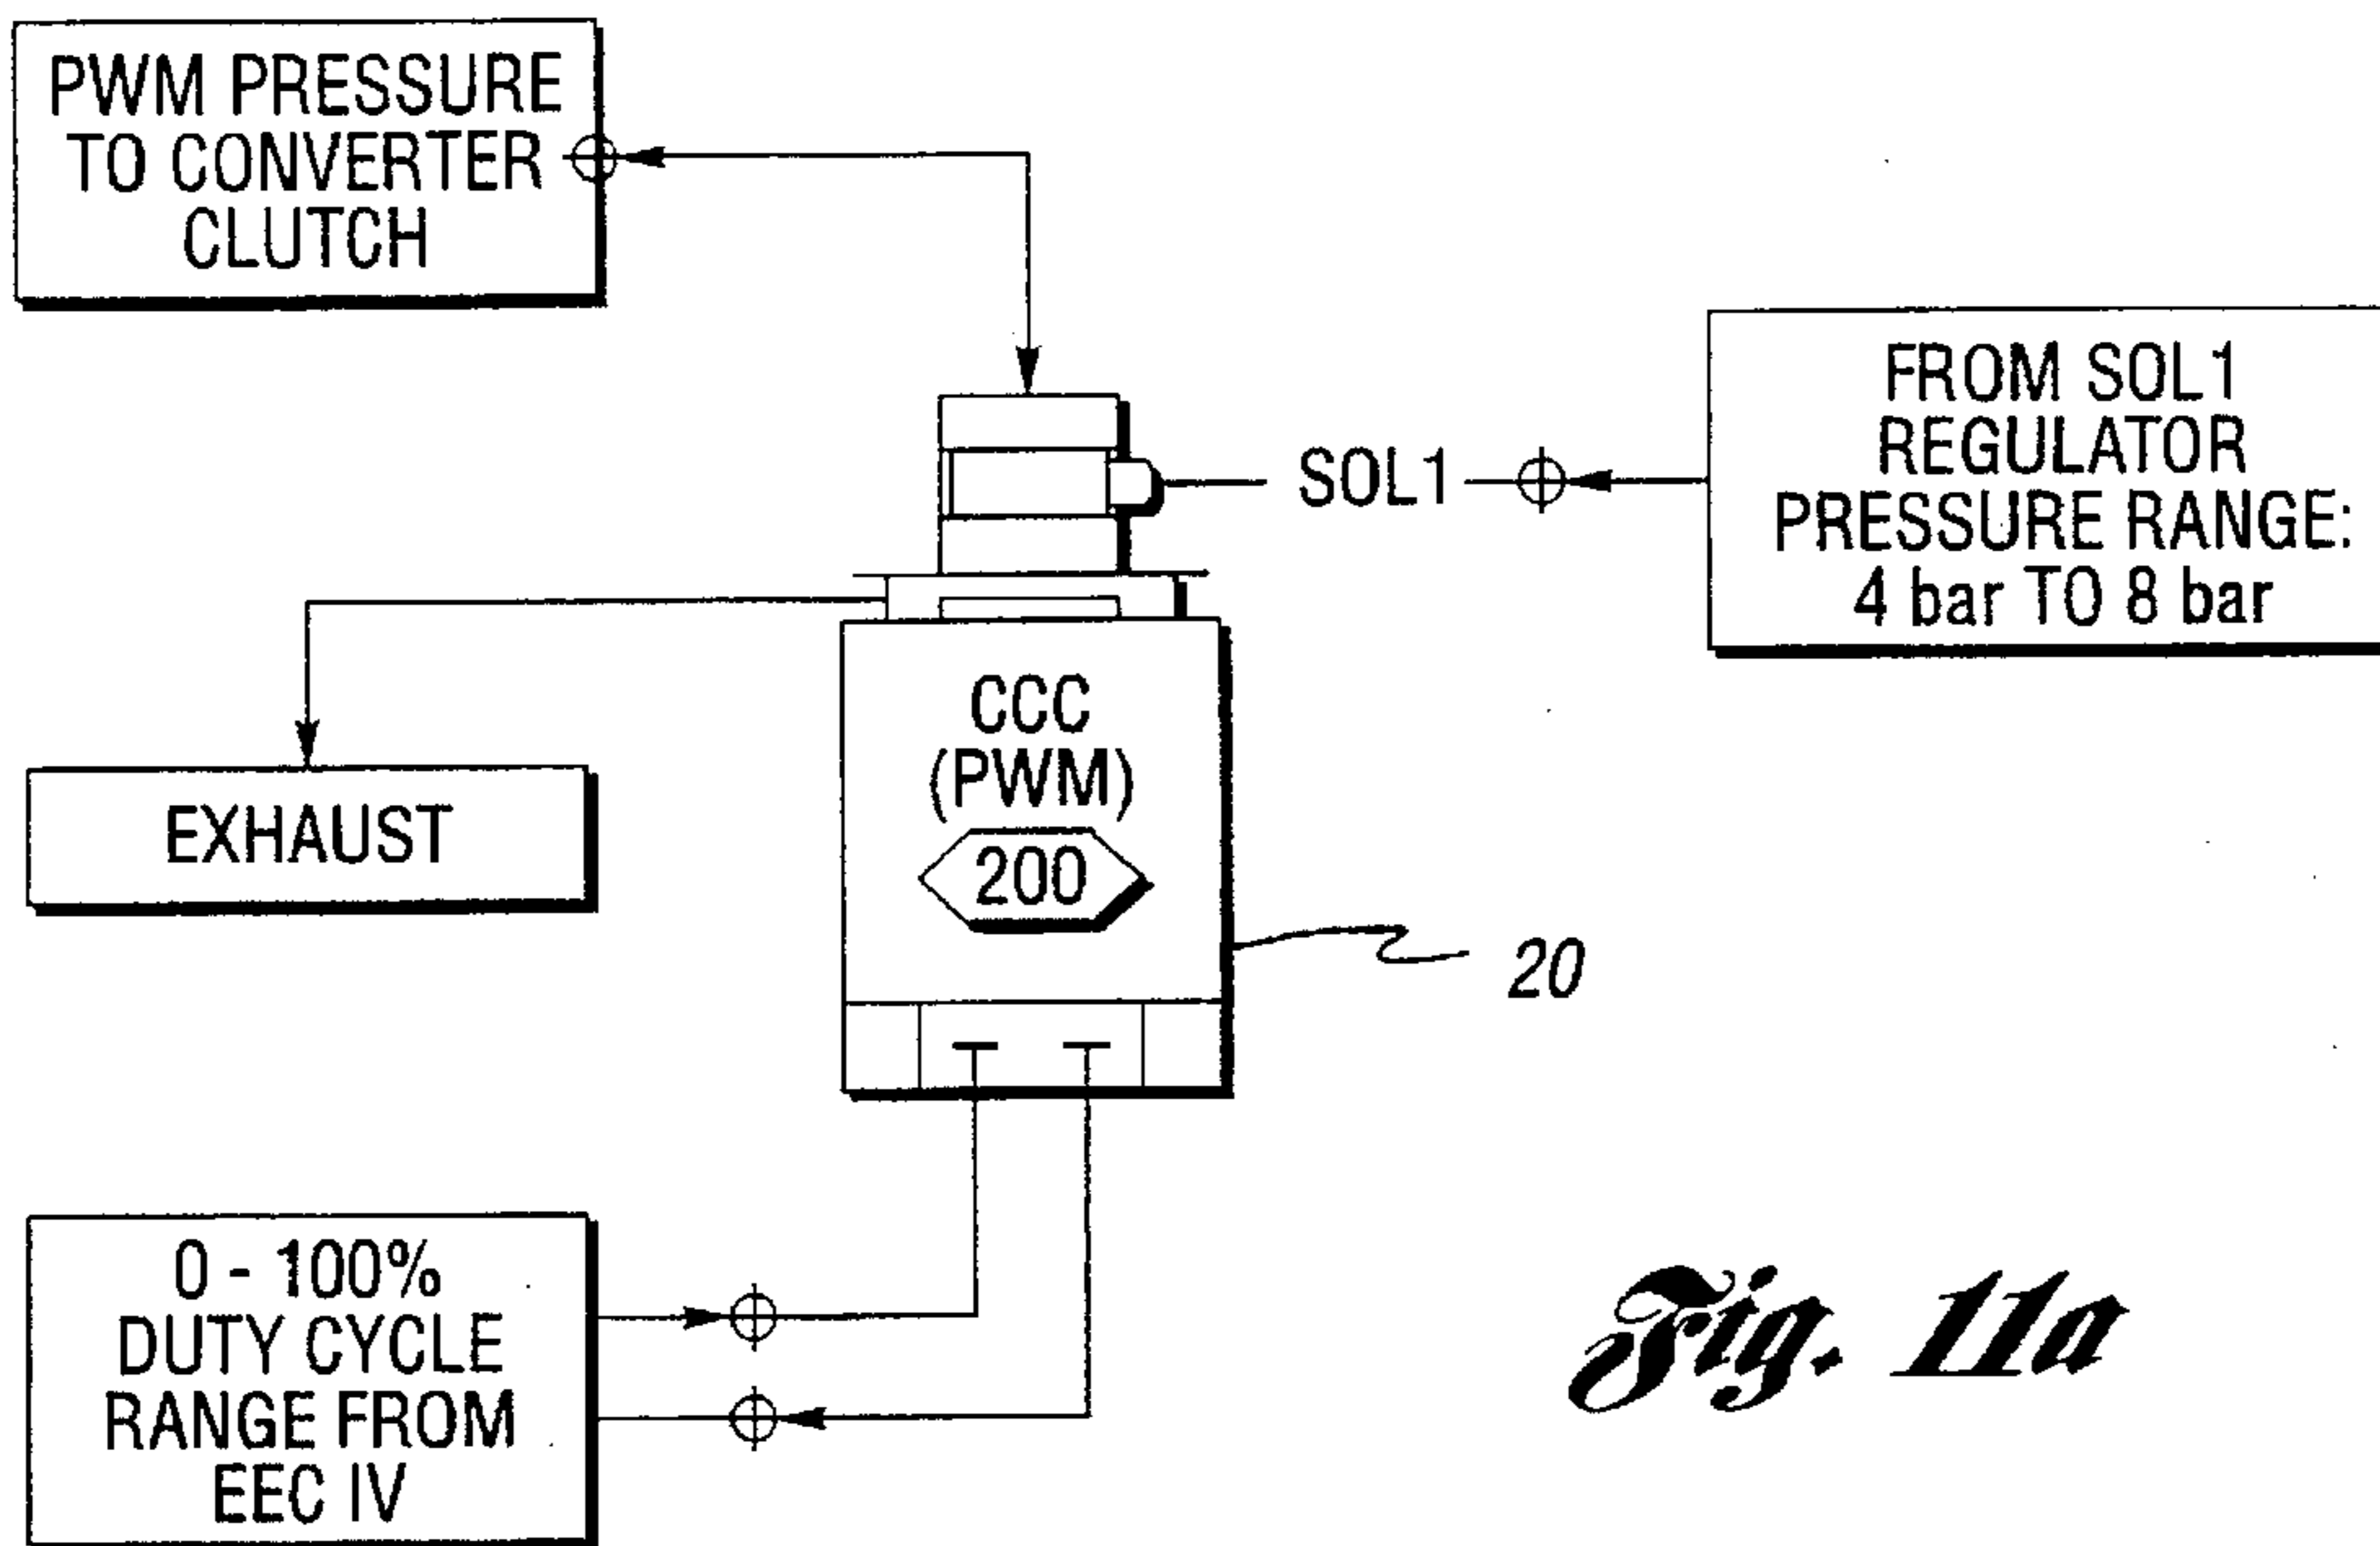 PWM PRESSURE
TO CONVERTER
CLUTCH
FROM SOL1
REGULATOR
PRESSURE RANGE:
4 bar TO 8 bar
SOL1
CCC
(PWM)
200
EXHAUST
20
0 - 100%
DUTY CYCLE
RANGE FROM
EEC IV
Fig. 11a